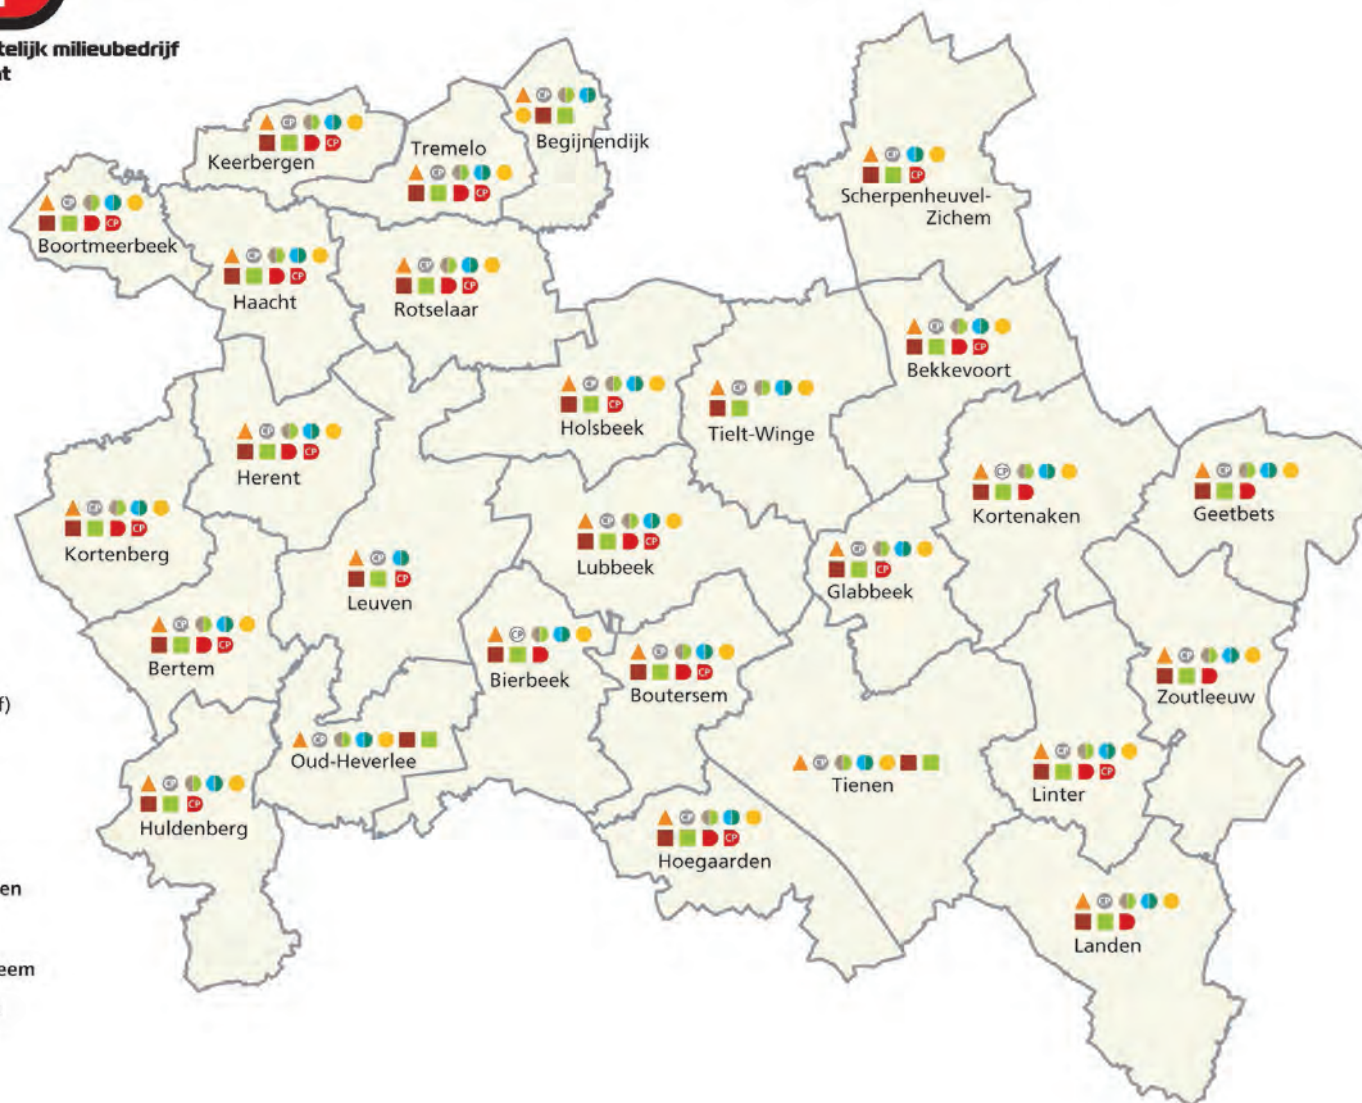 telijk milieubedrijf
nt
Begijnendijk
Keerbergen
Tremelo
Scherpenheuvel-
Zichem
Boortmeerbeek
Haacht
Rotselaar
Bekkevoort
Holsbeek
Tielt-Winge
Herent
Kortenaken
Geetbets
Kortenberg
Lubbeek
Glabbeek
Leuven
Bertem
Bierbeek
Boutersem
Zoutleeuw
f)
Oud-Heverlee
Tienen
Linter
Huldenberg
Hoegaarden
en
Landen
eem